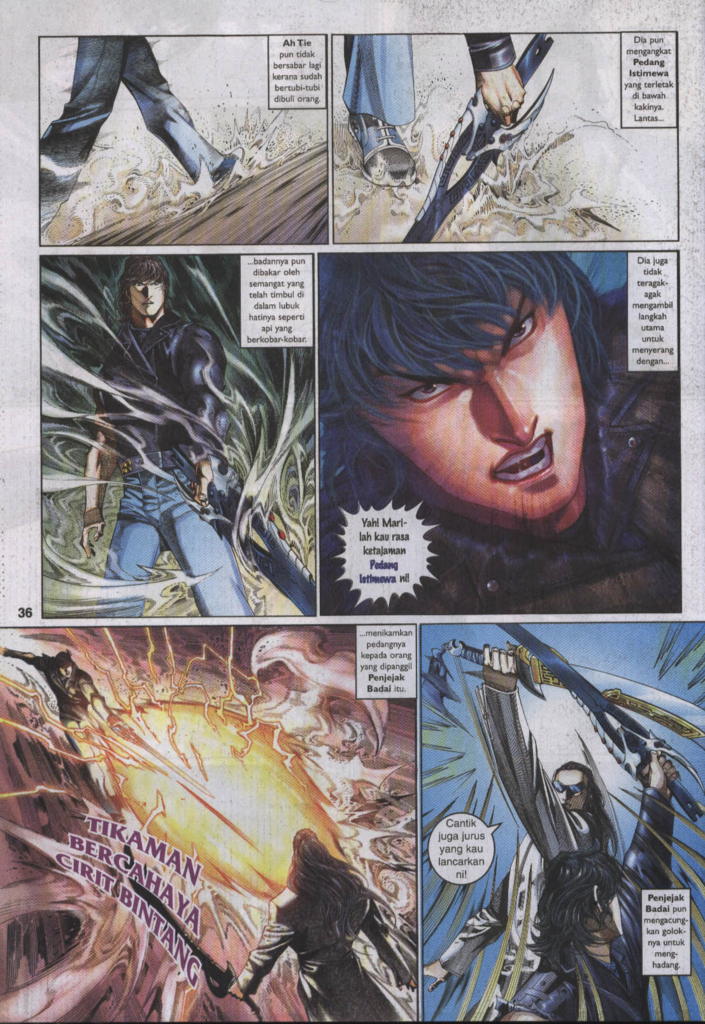 Ah Tie
pun tidak
bersabar lagi
kerana sudah
bertubi-tubi
dibuli orang.
Dia pun
mengangkat
Pedang
Istimewa
yang terletak
di bawah
kakinya.
Lantas...
...badannya pun
dibakar oleh
semangat yang
telah timbul di
dalam lubuk
hatinya seperti
api yang
berkobar-kobar.
Dia juga
tidak
teragak-
agak
mengambil
langkah
utama
untuk
menyerang
dengan...
Yah! Mari-
lah kau rasa
ketajaman
Pedang
Istimewa ni!
36
...menikamkan
pedangnya
kepada orang
yang dipanggil
Penjejak
Badai itu.
TIKAMAN
BERCAHAYA
CIRIT BINTANG
Cantik
juga jurus
yang kau
lancarkan
ni!
Penjejak
Badai pun
mengacung-
kan golok-
nya untuk
meng-
hadang.